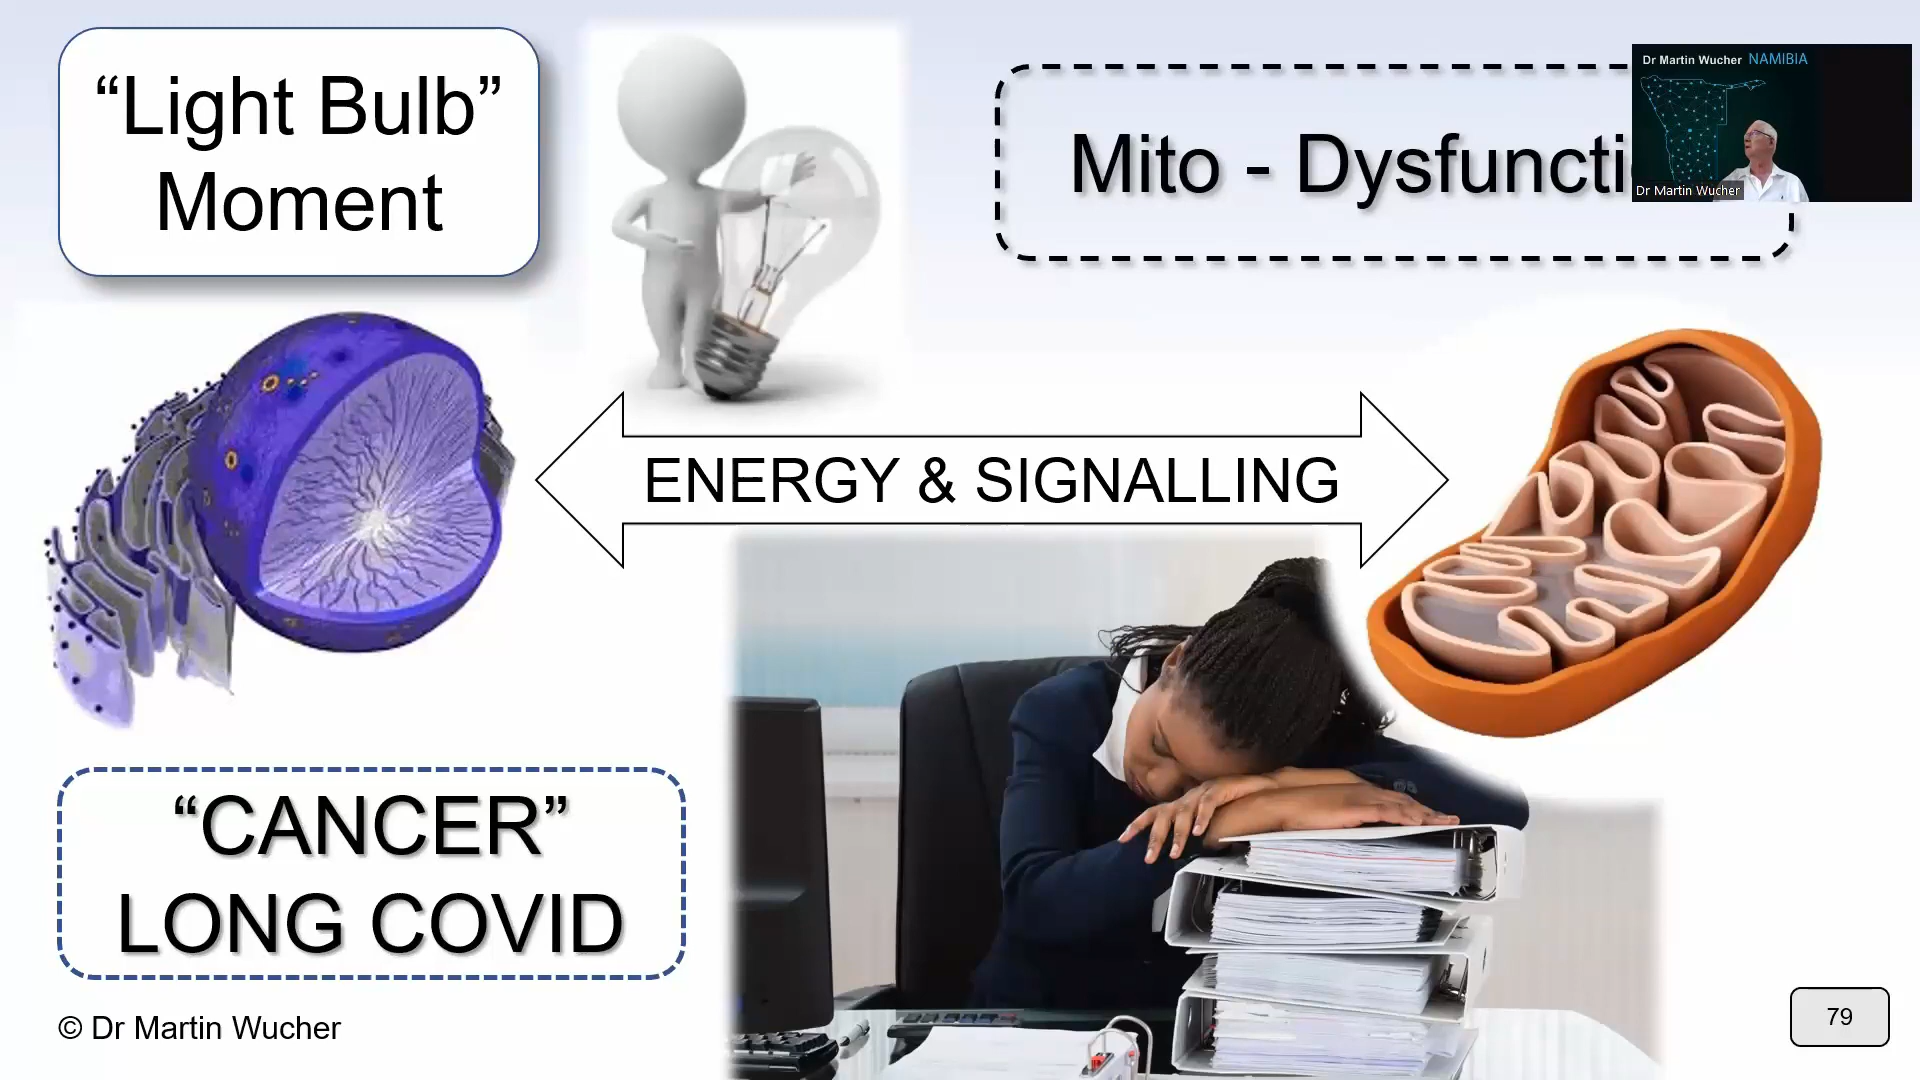 “Light Bulb”
Moment
Mito - Dysfuncti
Dr Martin Wucher NAMIBIA
Dr Martin Wucher
ENERGY & SIGNALLING
“CANCER”
LONG COVID
© Dr Martin Wucher
79